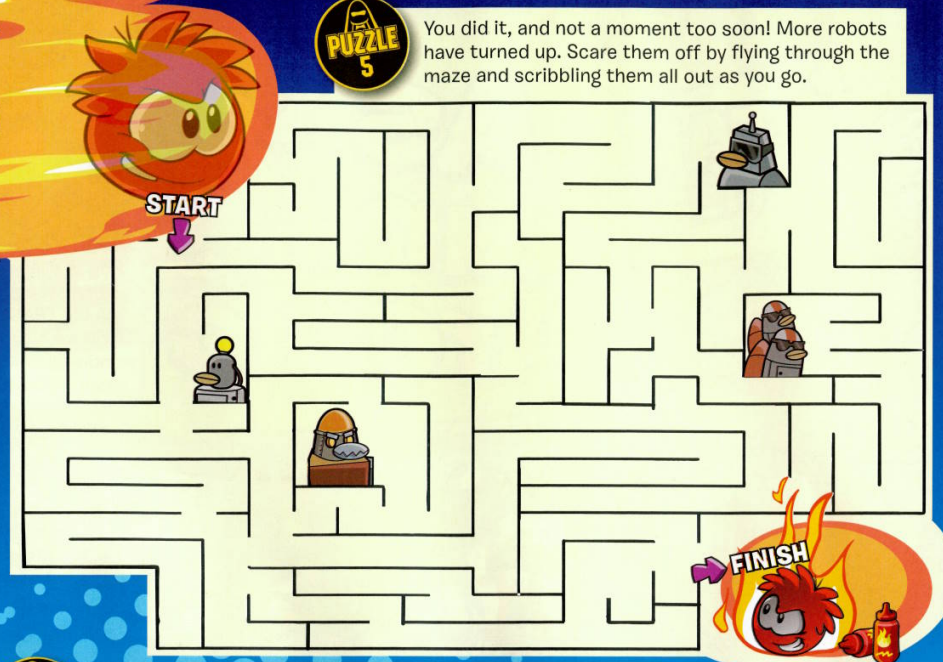 PUZZLE
5
You did it, and not a moment too soon! More robots
have turned up. Scare them off by flying through the
maze and scribbling them all out as you go.
START
FINISH